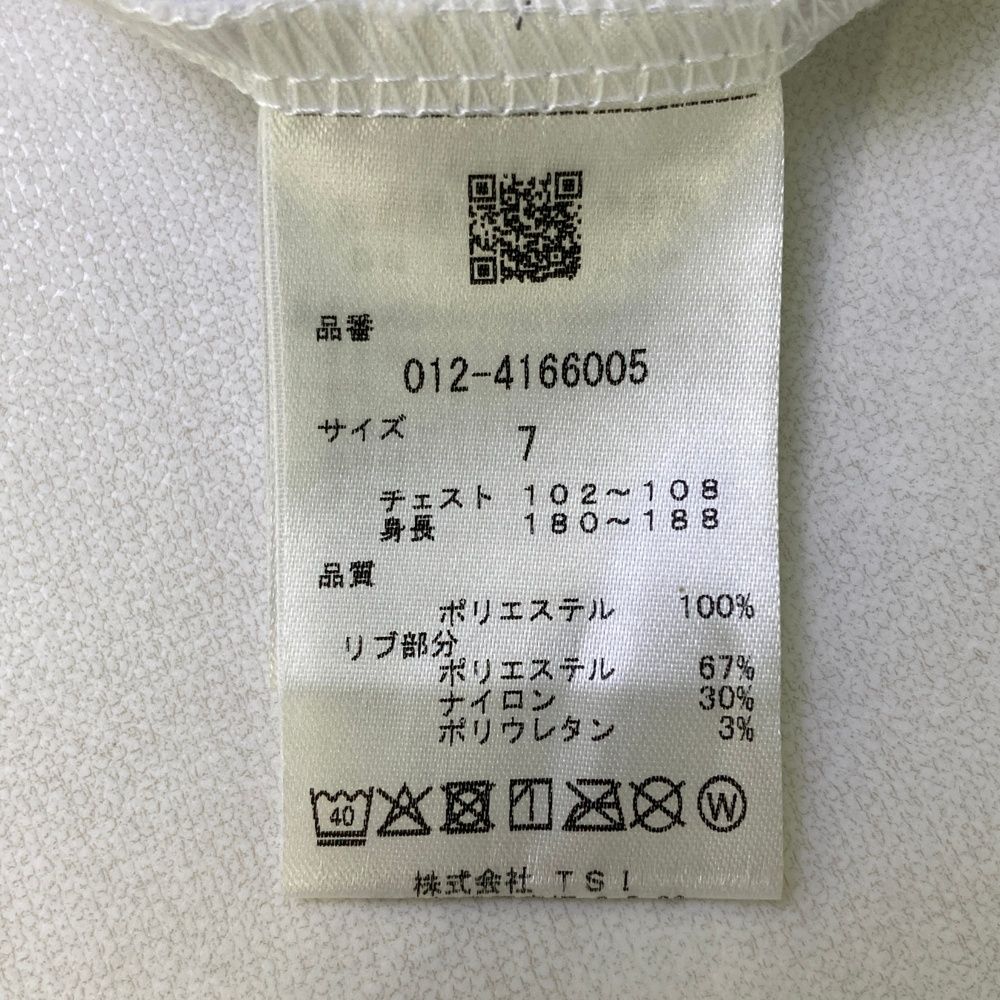 品番
012-4166005
サイズ 7
チェスト 102〜108
身長 180〜188
品質
ポリエステル 100%
リブ部分
ポリエステル 67%
ナイロン 30%
ポリウレタン 3%
40
W
株式会社 TSI